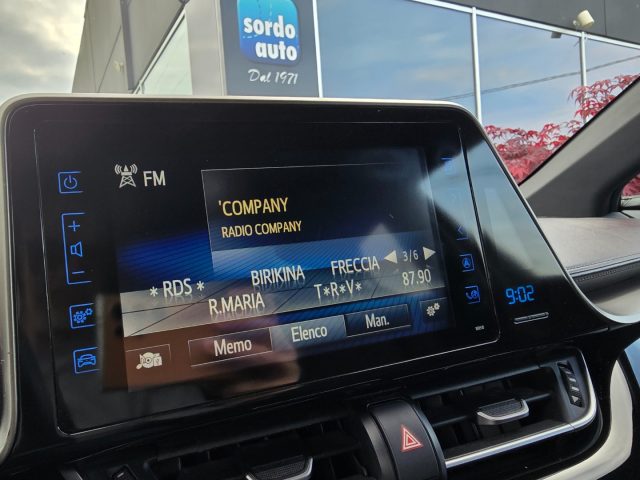 sordo
auto
Dal 1971
FM
'COMPANY
RADIO COMPANY
* RDS * BIRIKINA FRECCIA 3/6
R.MARIA T*R*V* 87.90
Memo Elenco Man.
9:02